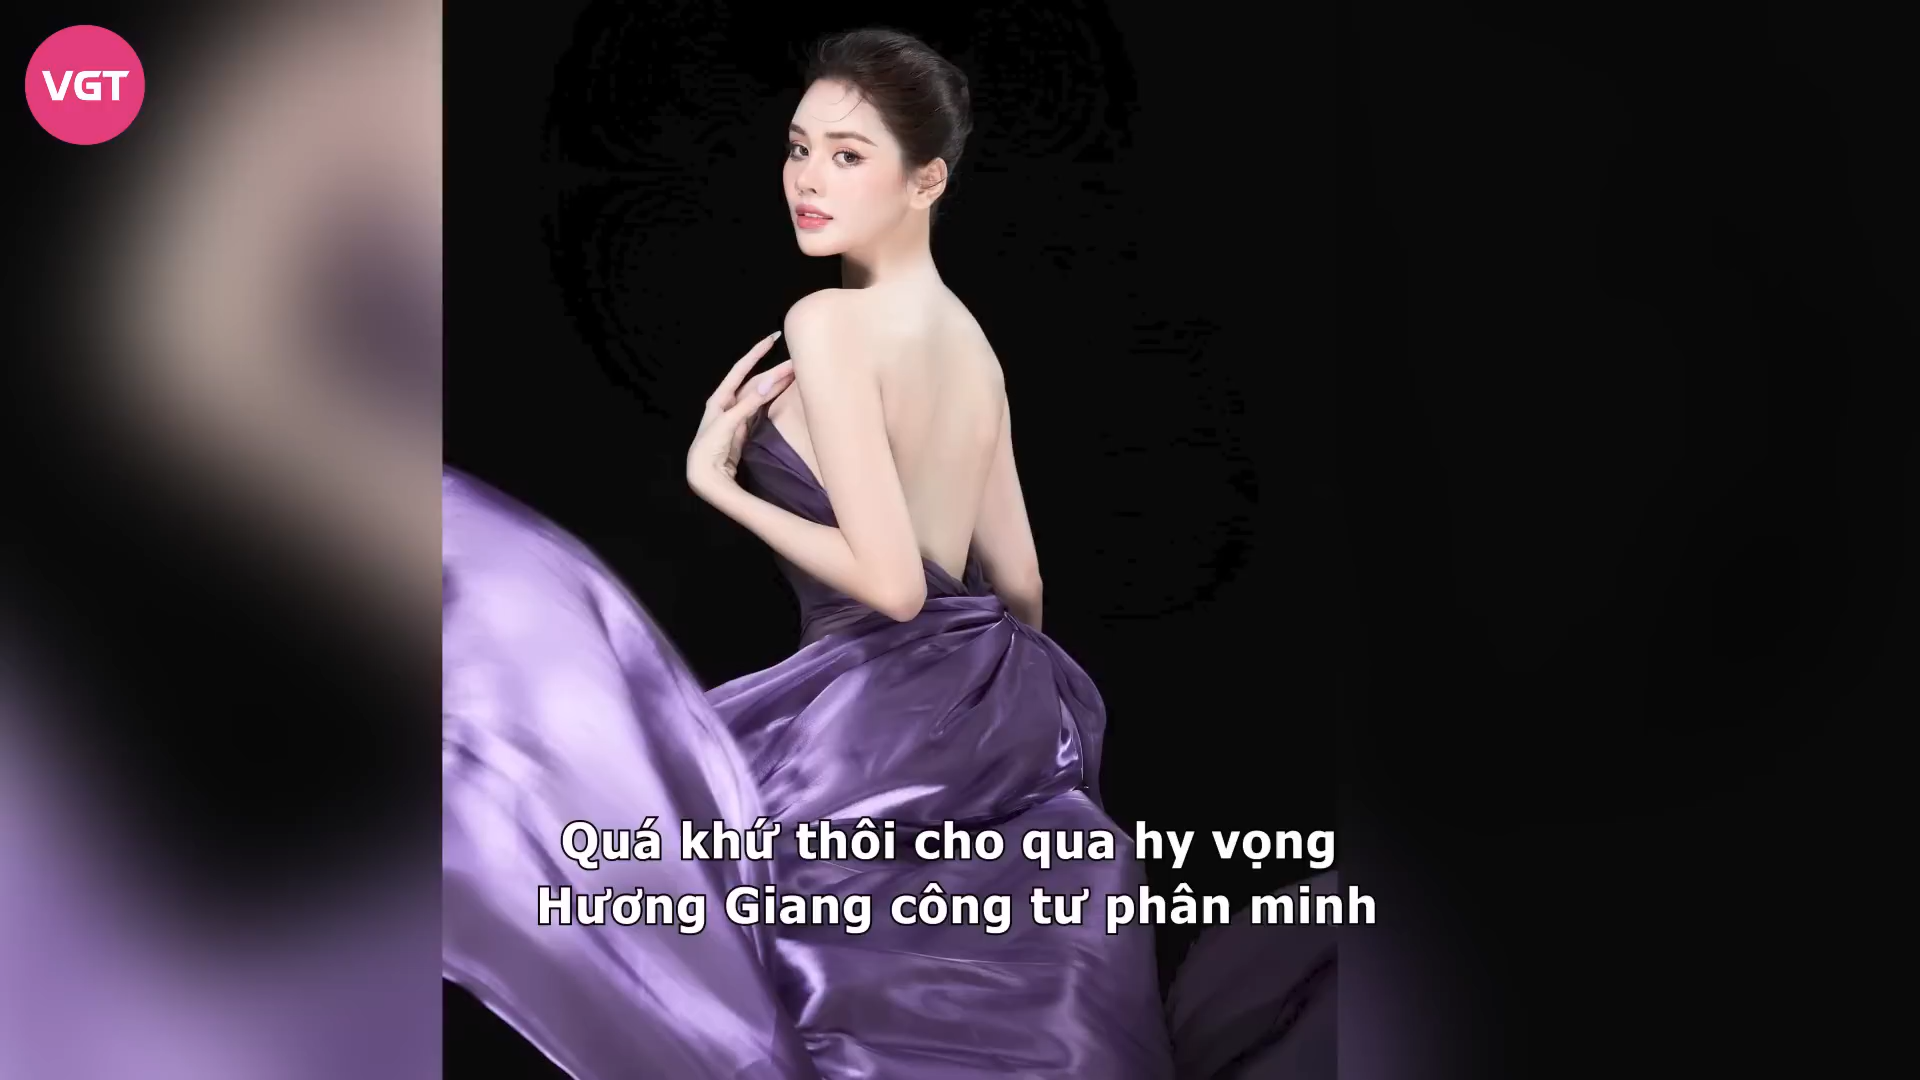 VGT
Quá khứ thôi cho qua hy vọng
Hương Giang công tư phân minh